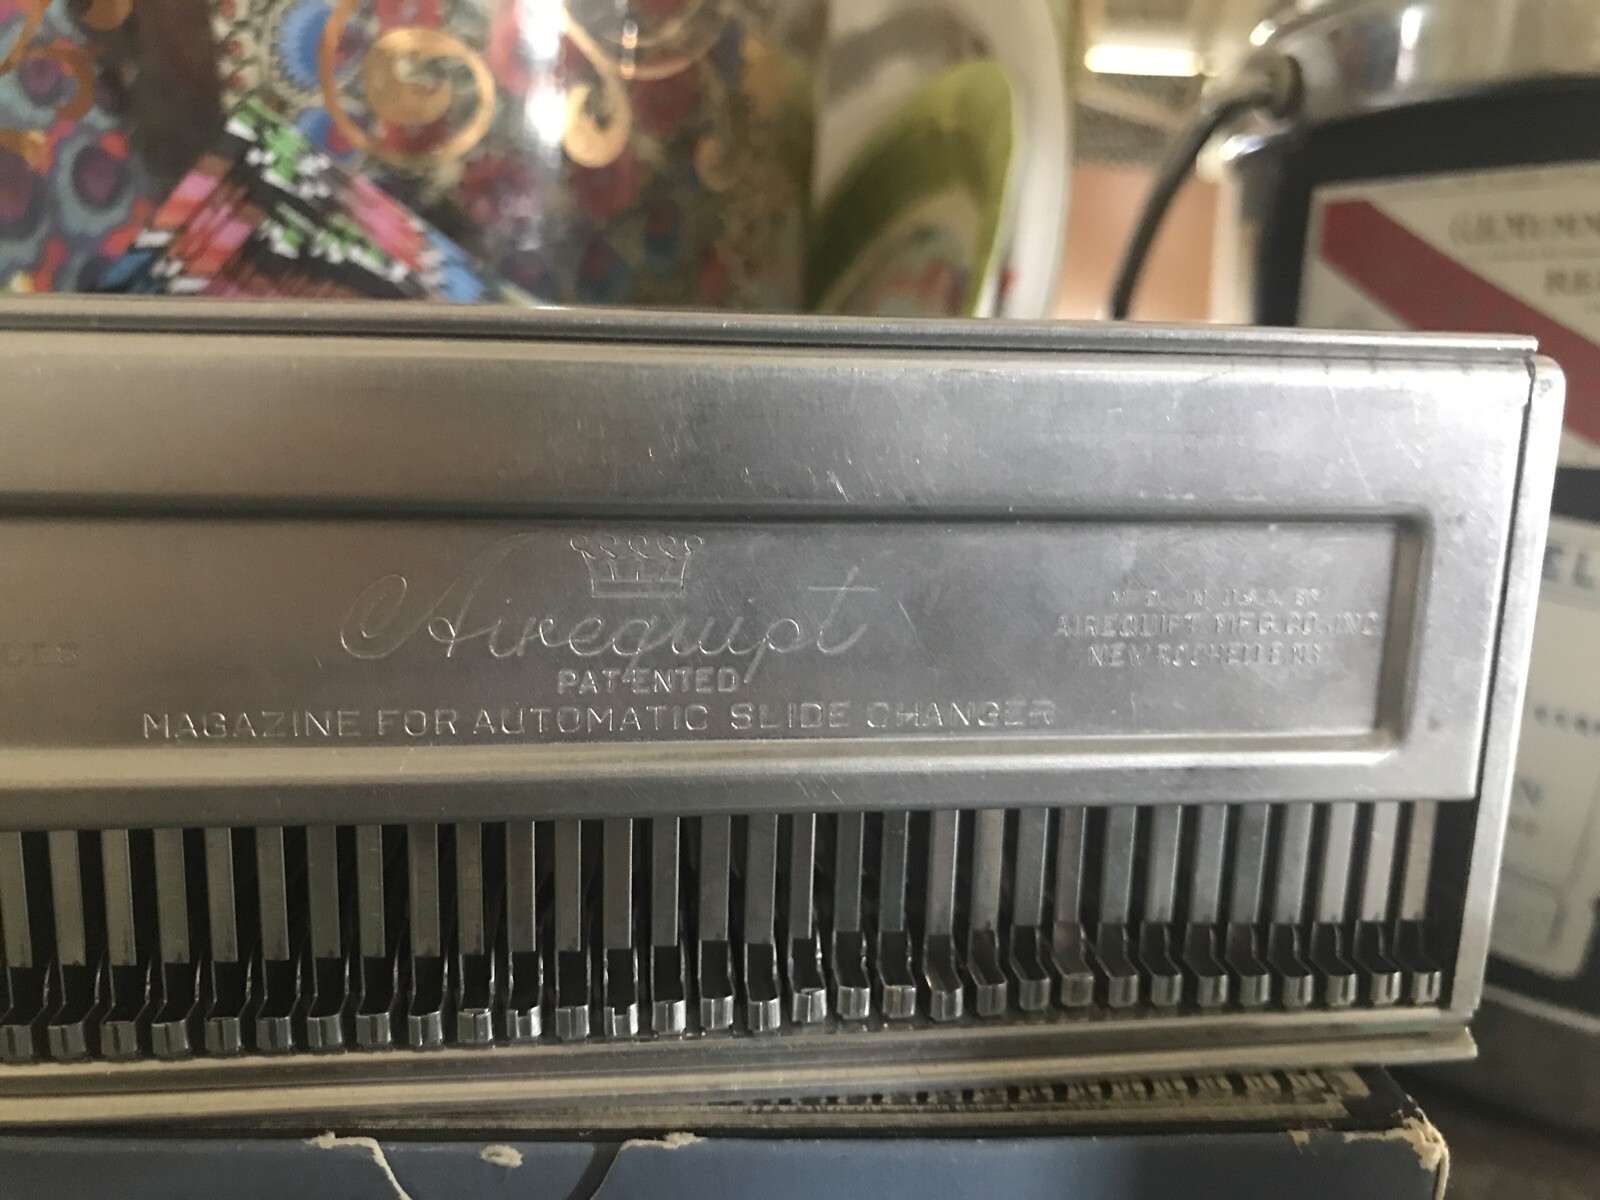 Airequipt
PATENTED
MAGAZINE FOR AUTOMATIC SLIDE CHANGER
MFD. IN U.S.A. BY
AIREQUIPT MFG. CO., INC.
NEW ROCHELLE N.Y.